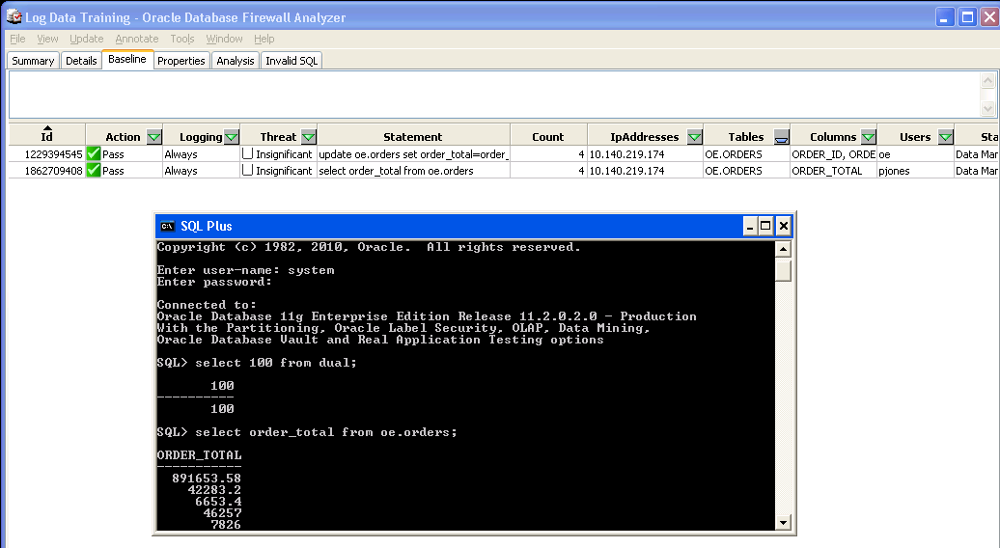 Log Data Training - Oracle Database Firewall Analyzer
File View Update Annotate Tools Window Help
Summary Details Baseline Properties Analysis Invalid SQL
Id Action Logging Threat Statement Count IpAddresses Tables Columns Users Sta
1229394545 Pass Always Insignificant update oe.orders set order_total=order_ 4 10.140.219.174 OE.ORDERS ORDER_ID, ORDE oe Data Mar
1862709408 Pass Always Insignificant select order_total from oe.orders 4 10.140.219.174 OE.ORDERS ORDER_TOTAL pjones Data Mar
SQL Plus
Copyright (c) 1982, 2010, Oracle. All rights reserved.
Enter user-name: system
Enter password:
Connected to:
Oracle Database 11g Enterprise Edition Release 11.2.0.2.0 - Production
With the Partitioning, Oracle Label Security, OLAP, Data Mining,
Oracle Database Vault and Real Application Testing options
SQL> select 100 from dual;
100
----------
100
SQL> select order_total from oe.orders;
ORDER_TOTAL
-----------
891653.58
42283.2
6653.4
46257
7826